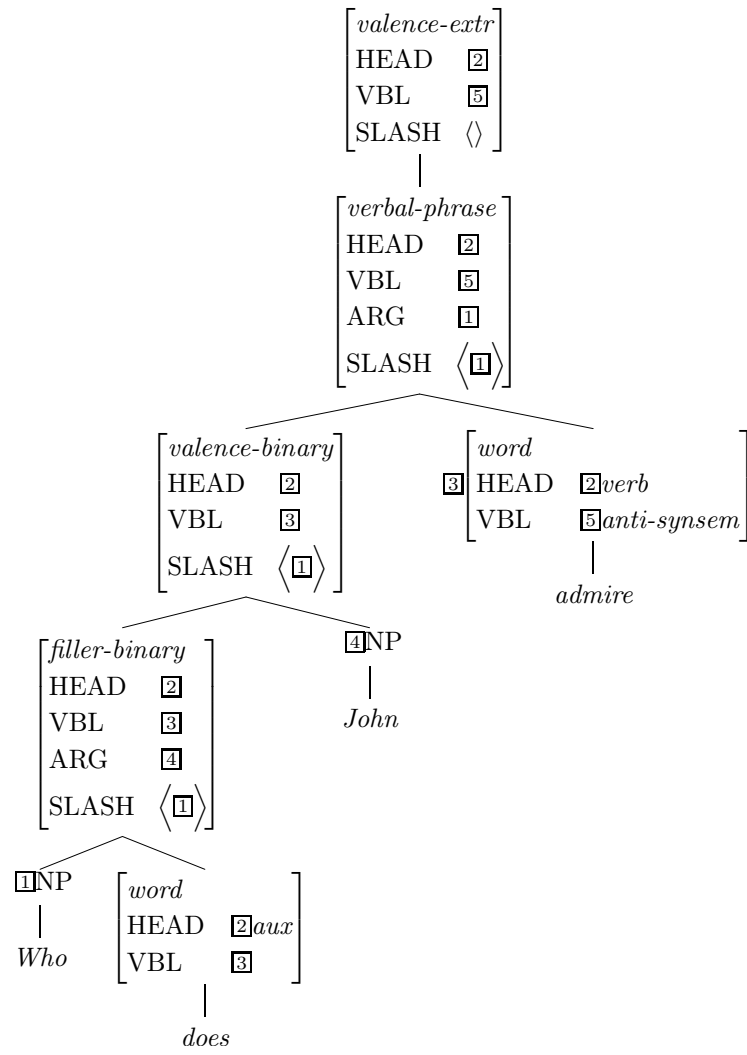 valence-extr
HEAD 2
VBL 5
SLASH ⟨⟩
verbal-phrase
HEAD 2
VBL 5
ARG 1
SLASH ⟨1⟩
valence-binary
HEAD 2
VBL 3
SLASH ⟨1⟩
3 word
HEAD 2verb
VBL 5anti-synsem
admire
filler-binary
HEAD 2
VBL 3
ARG 4
SLASH ⟨1⟩
4NP
John
1NP
Who
word
HEAD 2aux
VBL 3
does